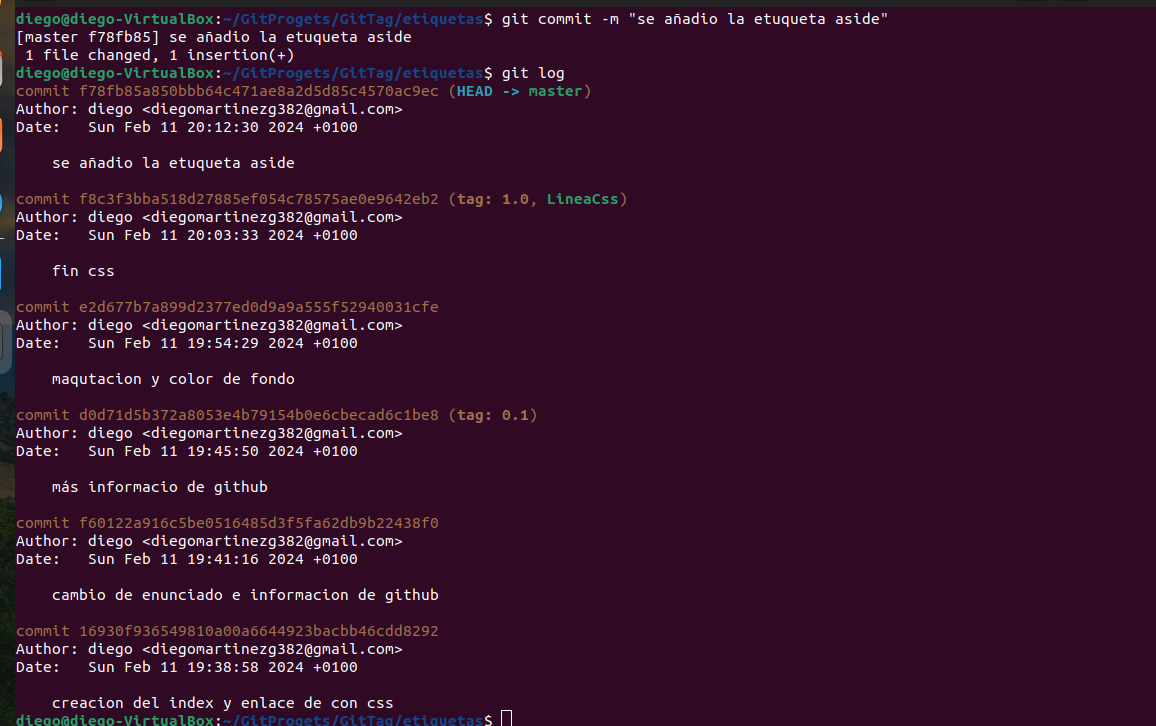 diego@diego-VirtualBox:~/GitProgets/GitTag/etiquetas$ git commit -m "se añadio la etuqueta aside"
[master f78fb85] se añadio la etuqueta aside
 1 file changed, 1 insertion(+)
diego@diego-VirtualBox:~/GitProgets/GitTag/etiquetas$ git log
commit f78fb85a850bbb64c471ae8a2d5d85c4570ac9ec (HEAD -> master)
Author: diego <diegomartinezg382@gmail.com>
Date:   Sun Feb 11 20:12:30 2024 +0100

    se añadio la etuqueta aside

commit f8c3f3bba518d27885ef054c78575ae0e9642eb2 (tag: 1.0, LineaCss)
Author: diego <diegomartinezg382@gmail.com>
Date:   Sun Feb 11 20:03:33 2024 +0100

    fin css

commit e2d677b7a899d2377ed0d9a9a555f52940031cfe
Author: diego <diegomartinezg382@gmail.com>
Date:   Sun Feb 11 19:54:29 2024 +0100

    maqutacion y color de fondo

commit d0d71d5b372a8053e4b79154b0e6cbecad6c1be8 (tag: 0.1)
Author: diego <diegomartinezg382@gmail.com>
Date:   Sun Feb 11 19:45:50 2024 +0100

    más informacio de github

commit f60122a916c5be0516485d3f5fa62db9b22438f0
Author: diego <diegomartinezg382@gmail.com>
Date:   Sun Feb 11 19:41:16 2024 +0100

    cambio de enunciado e informacion de github

commit 16930f936549810a00a6644923bacbb46cdd8292
Author: diego <diegomartinezg382@gmail.com>
Date:   Sun Feb 11 19:38:58 2024 +0100

    creacion del index y enlace de con css
diego@diego-VirtualBox:~/GitProgets/GitTag/etiquetas$